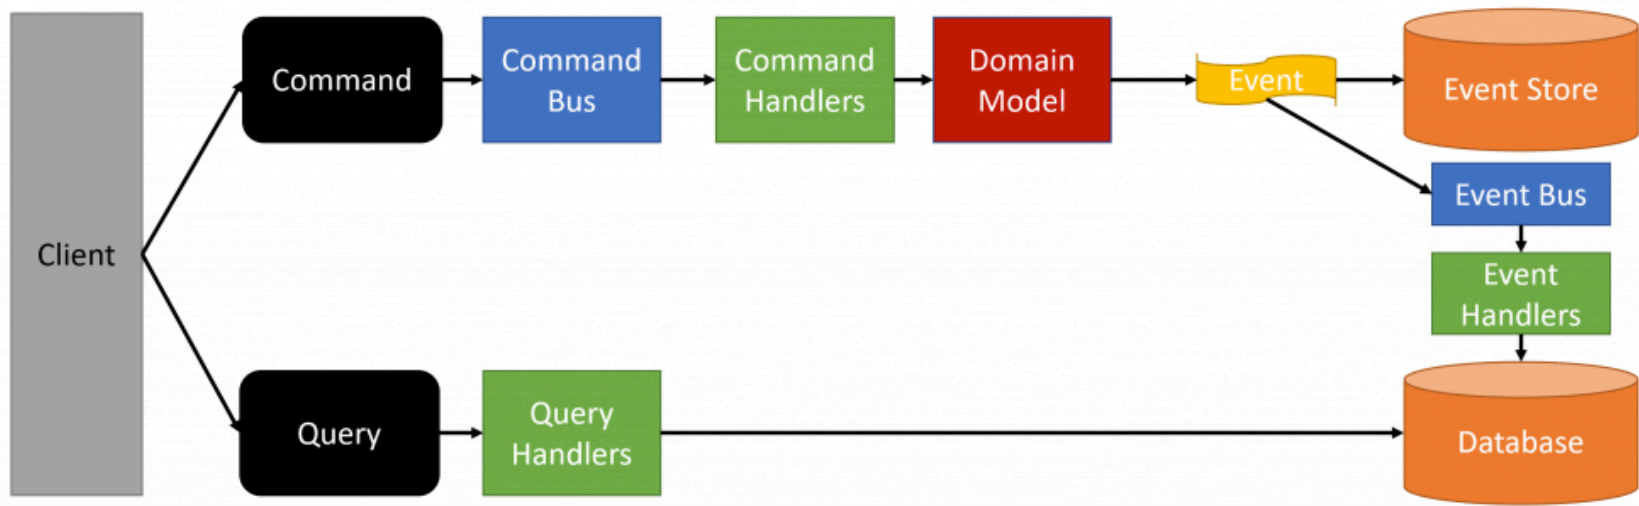 Client
Command
Command
Bus
Command
Handlers
Domain
Model
Event
Event Store
Event Bus
Event
Handlers
Query
Query
Handlers
Database